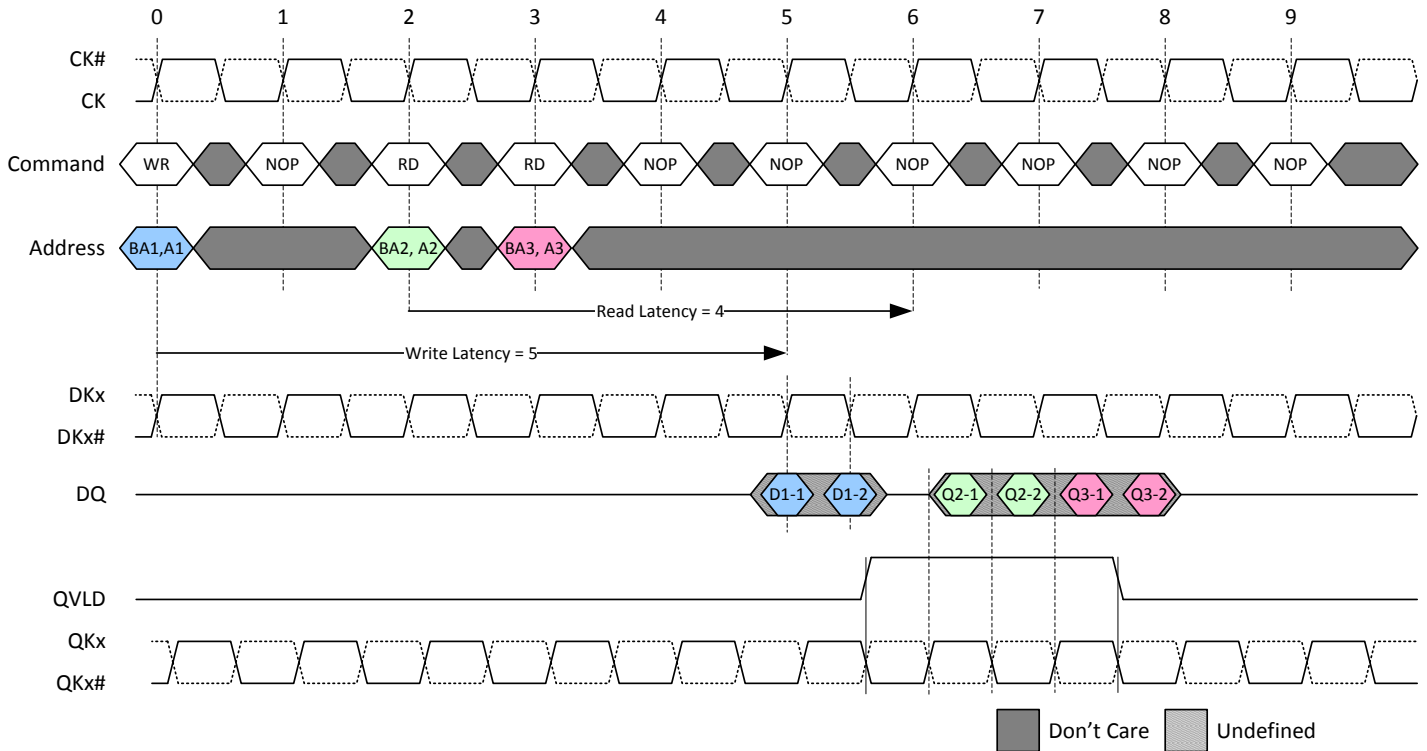 0 1 2 3 4 5 6 7 8 9
CK#
CK
Command WR NOP RD RD NOP NOP NOP NOP NOP NOP
Address BA1,A1 BA2, A2 BA3, A3
Read Latency = 4
Write Latency = 5
DKx
DKx#
DQ D1-1 D1-2 Q2-1 Q2-2 Q3-1 Q3-2
QVLD
QKx
QKx#
Don't Care Undefined